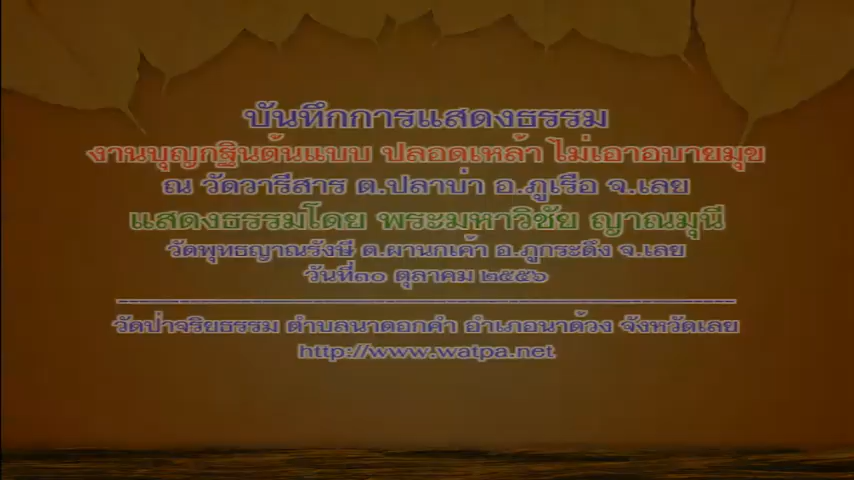 บันทึกการแสดงธรรม
งานบุญกฐินต้นแบบ ปลอดเหล้า ไม่เอาอบายมุข
ณ วัดวารีสาร ต.ปลาบ่า อ.ภูเรือ จ.เลย
แสดงธรรมโดย พระมหาวิชัย ญาณมุนี
วัดพุทธญาณรังษี ต.ผานกเค้า อ.ภูกระดึง จ.เลย
วันที่๓๐ ตุลาคม ๒๕๕๖
วัดป่าจริยธรรม ตำบลนาดอกคำ อำเภอนาด้วง จังหวัดเลย
http://www.watpa.net